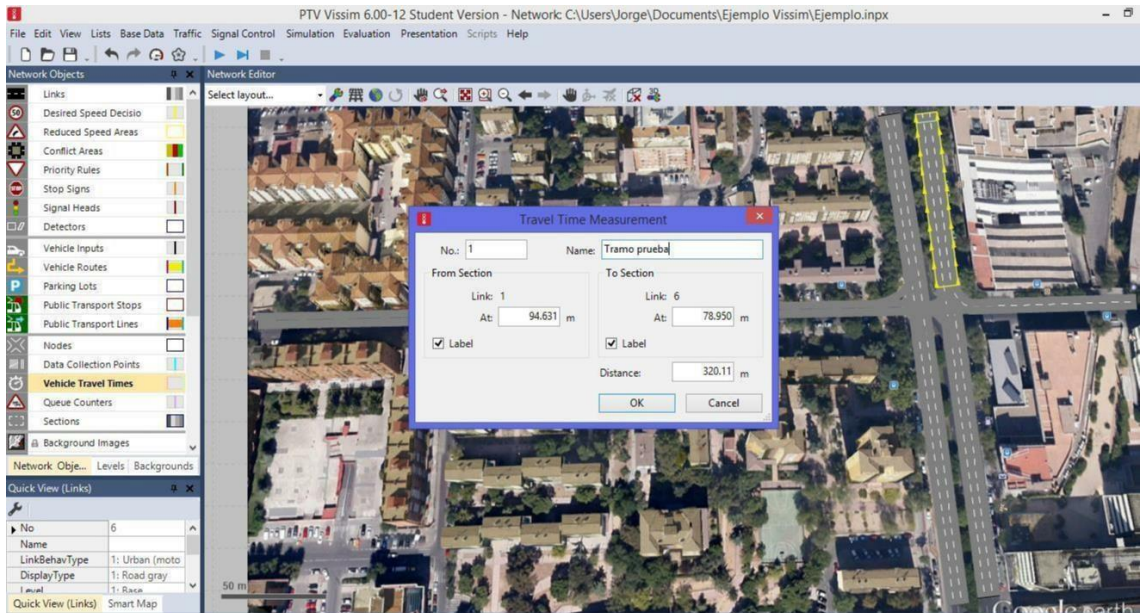 PTV Vissim 6.00-12 Student Version - Network: C:\Users\Jorge\Documents\Ejemplo Vissim\Ejemplo.inpx
File Edit View Lists Base Data Traffic Signal Control Simulation Evaluation Presentation Scripts Help
Network Objects
Links
50 Desired Speed Decisio
Reduced Speed Areas
Conflict Areas
Priority Rules
STOP Stop Signs
Signal Heads
Detectors
Vehicle Inputs
Vehicle Routes
P Parking Lots
Public Transport Stops
Public Transport Lines
Nodes
Data Collection Points
Vehicle Travel Times
Queue Counters
Sections
Background Images
Network Obje... Levels Backgrounds
Quick View (Links)
No 6
Name
LinkBehavType 1: Urban (moto
DisplayType 1: Road gray
Level 1: Base
Quick View (Links) Smart Map
Network Editor
Select layout...
Travel Time Measurement
No.: 1 Name: Tramo prueba
From Section To Section
Link: 1 Link: 6
At: 94.631 m At: 78.950 m
Label Label
Distance: 320.11 m
OK Cancel
50 m
Google earth